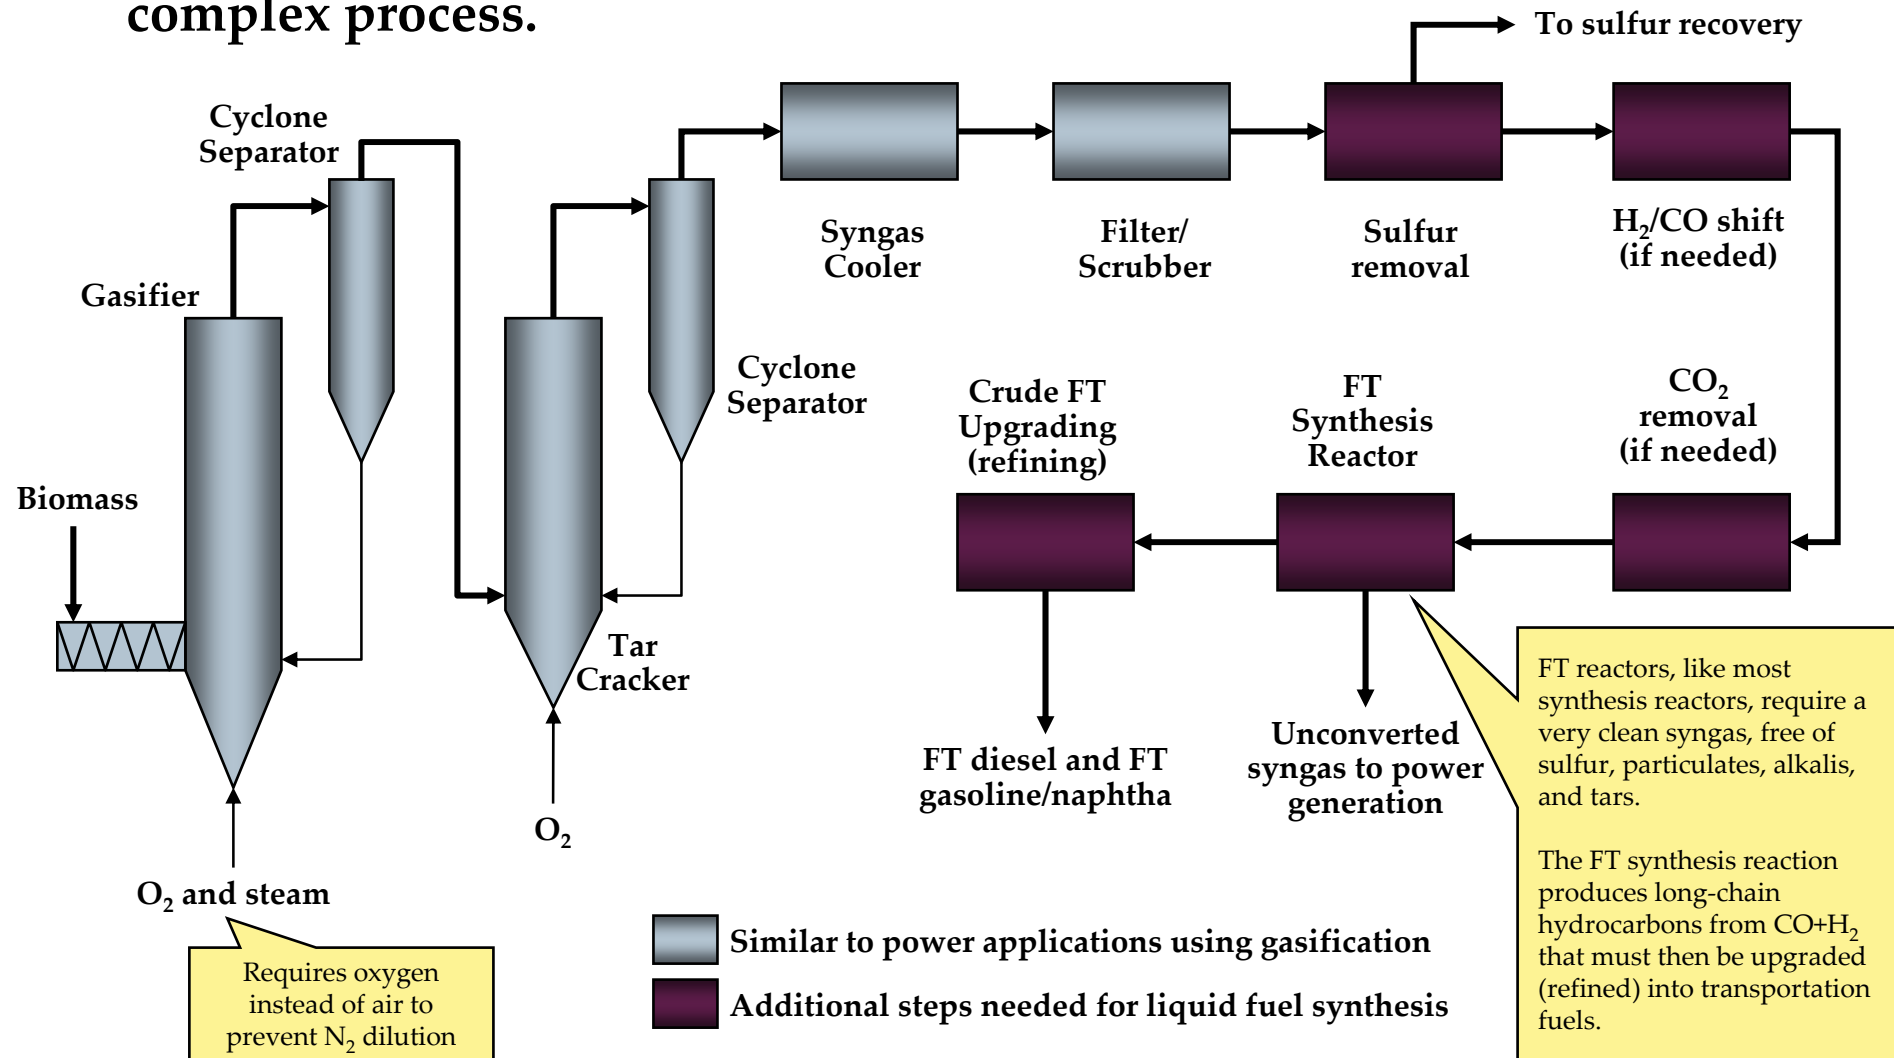 complex process.
To sulfur recovery
Cyclone
Separator
Syngas
Cooler
Filter/
Scrubber
Sulfur
removal
H₂/CO shift
(if needed)
Gasifier
Cyclone
Separator
Crude FT
Upgrading
(refining)
FT
Synthesis
Reactor
CO₂
removal
(if needed)
Biomass
Tar
Cracker
FT diesel and FT
gasoline/naphtha
Unconverted
syngas to power
generation
O₂
O₂ and steam
Requires oxygen
instead of air to
prevent N₂ dilution
FT reactors, like most
synthesis reactors, require a
very clean syngas, free of
sulfur, particulates, alkalis,
and tars.
The FT synthesis reaction
produces long-chain
hydrocarbons from CO+H₂
that must then be upgraded
(refined) into transportation
fuels.
Similar to power applications using gasification
Additional steps needed for liquid fuel synthesis